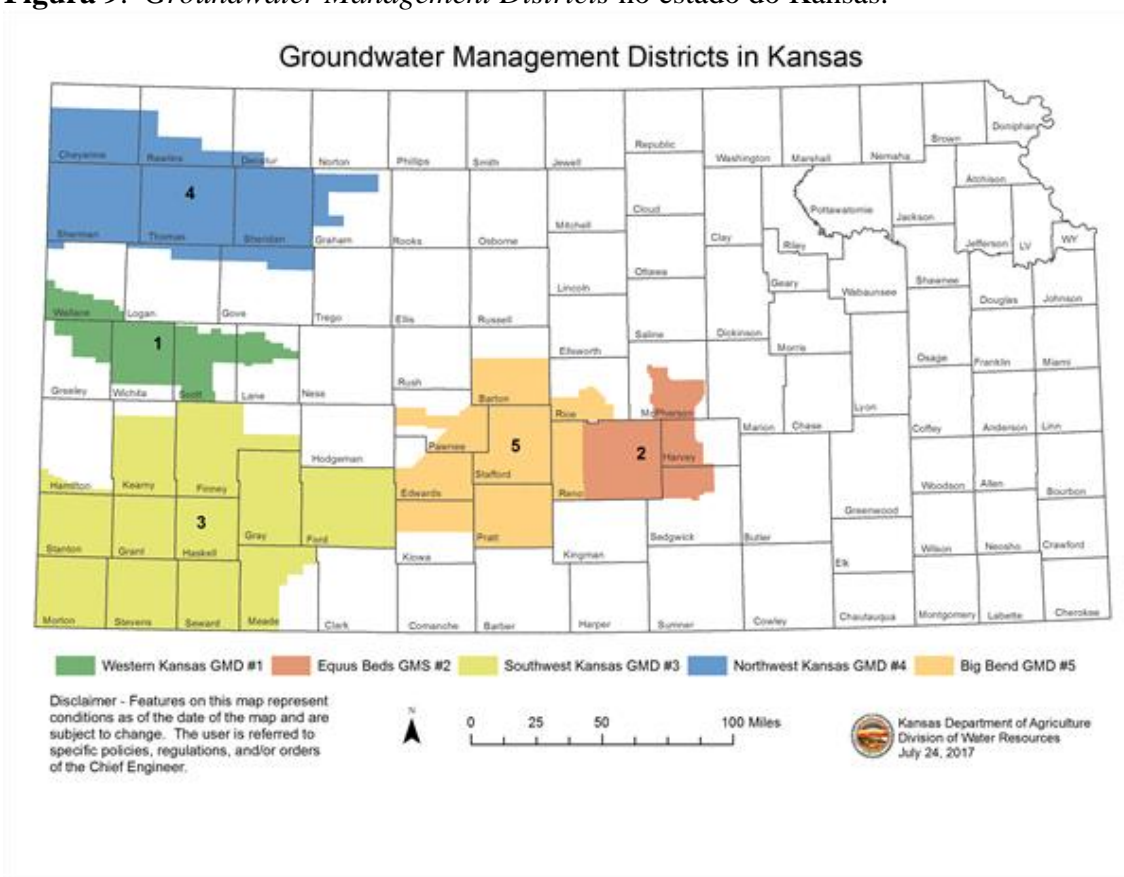 Figura 9. Groundwater Management Districts no estado do Kansas.
Groundwater Management Districts in Kansas
Cheyenne Rawlins Decatur Norton Phillips Smith Jewell Republic Washington Marshall Nemaha Brown Doniphan
4
Sherman Thomas Sheridan Graham Rooks Osborne Mitchell Cloud Clay Riley Pottawatomie Jackson Atchison Jefferson LV WY
Wallace Logan Gove Trego Ellis Russell Lincoln Ottawa Geary Wabaunsee Shawnee Douglas Johnson
1
Greeley Wichita Scott Lane Ness Rush Barton Ellsworth Saline Dickinson Morris Osage Franklin Miami
Rice McPherson Marion Chase Lyon Coffey Anderson Linn
Hamilton Kearny Finney Hodgeman Pawnee Edwards Stafford 5 Reno 2 Harvey Greenwood Woodson Allen Bourbon
3
Stanton Grant Haskell Gray Ford Kiowa Pratt Kingman Sedgwick Butler Elk Wilson Neosho Crawford
Morton Stevens Seward Meade Clark Comanche Barber Harper Sumner Cowley Chautauqua Montgomery Labette Cherokee
Western Kansas GMD #1 Equus Beds GMS #2 Southwest Kansas GMD #3 Northwest Kansas GMD #4 Big Bend GMD #5
Disclaimer - Features on this map represent
conditions as of the date of the map and are
subject to change. The user is referred to
specific policies, regulations, and/or orders
of the Chief Engineer.
N
0 25 50 100 Miles
Kansas Department of Agriculture
Division of Water Resources
July 24, 2017